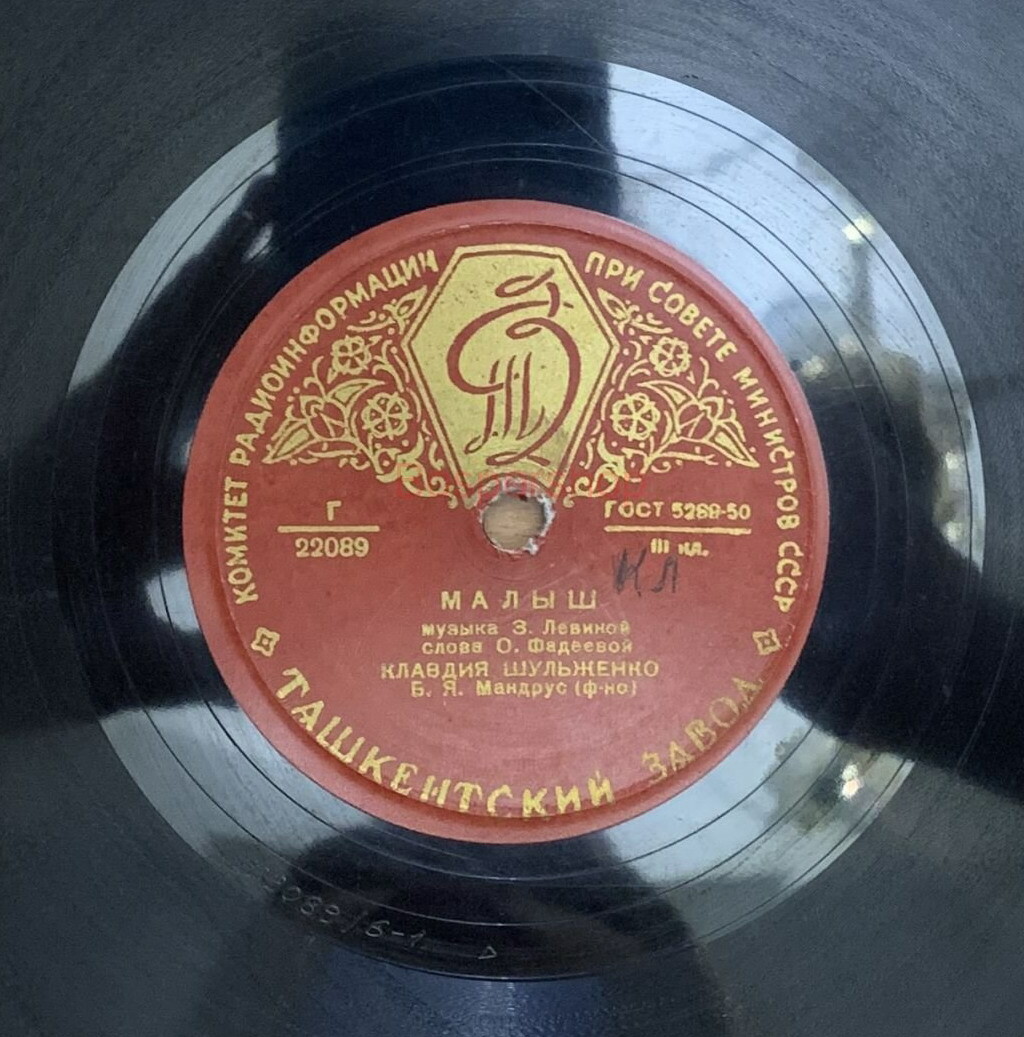 КОМИТЕТ РАДИОИНФОРМАЦИИ ПРИ СОВЕТЕ МИНИСТРОВ СССР
Г
22089
ГОСТ 5289-50
III кл.
КЛ
МАЛЫШ
музыка З. Левиной
слова О. Фадеевой
КЛАВДИЯ ШУЛЬЖЕНКО
Б. Я. Мандрус (ф-но)
ТАШКЕНТСКИЙ ЗАВОД